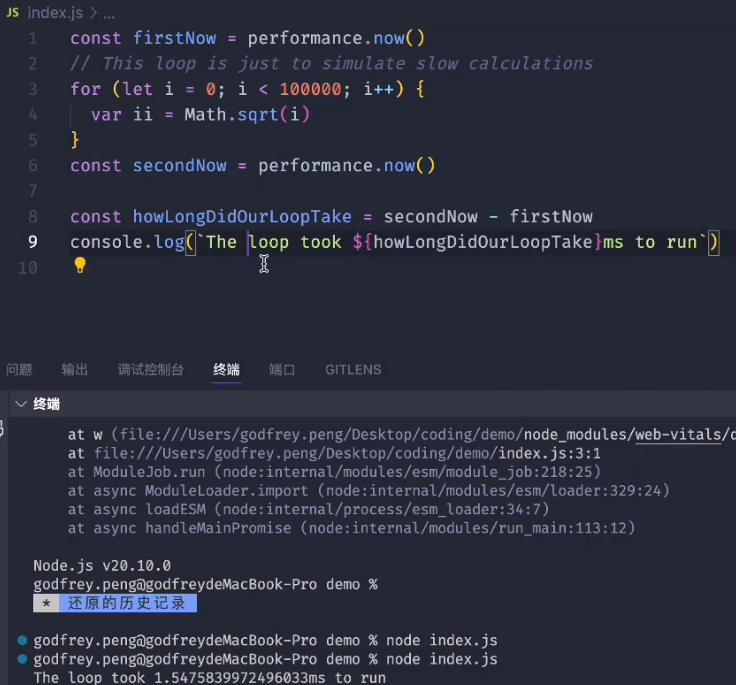 JS index.js > ...
1 const firstNow = performance.now()
2 // This loop is just to simulate slow calculations
3 for (let i = 0; i < 100000; i++) {
4 var ii = Math.sqrt(i)
5 }
6 const secondNow = performance.now()
7
8 const howLongDidOurLoopTake = secondNow - firstNow
9 console.log(`The loop took ${howLongDidOurLoopTake}ms to run`)
10
问题 输出 调试控制台 终端 端口 GITLENS
终端
at w (file:///Users/godfrey.peng/Desktop/coding/demo/node_modules/web-vitals/
at file:///Users/godfrey.peng/Desktop/coding/demo/index.js:3:1
at ModuleJob.run (node:internal/modules/esm/module_job:218:25)
at async ModuleLoader.import (node:internal/modules/esm/loader:329:24)
at async loadESM (node:internal/process/esm_loader:34:7)
at async handleMainPromise (node:internal/modules/run_main:113:12)
Node.js v20.10.0
godfrey.peng@godfreydeMacBook-Pro demo %
* 还原的历史记录
godfrey.peng@godfreydeMacBook-Pro demo % node index.js
godfrey.peng@godfreydeMacBook-Pro demo % node index.js
The loop took 1.5475839972496033ms to run